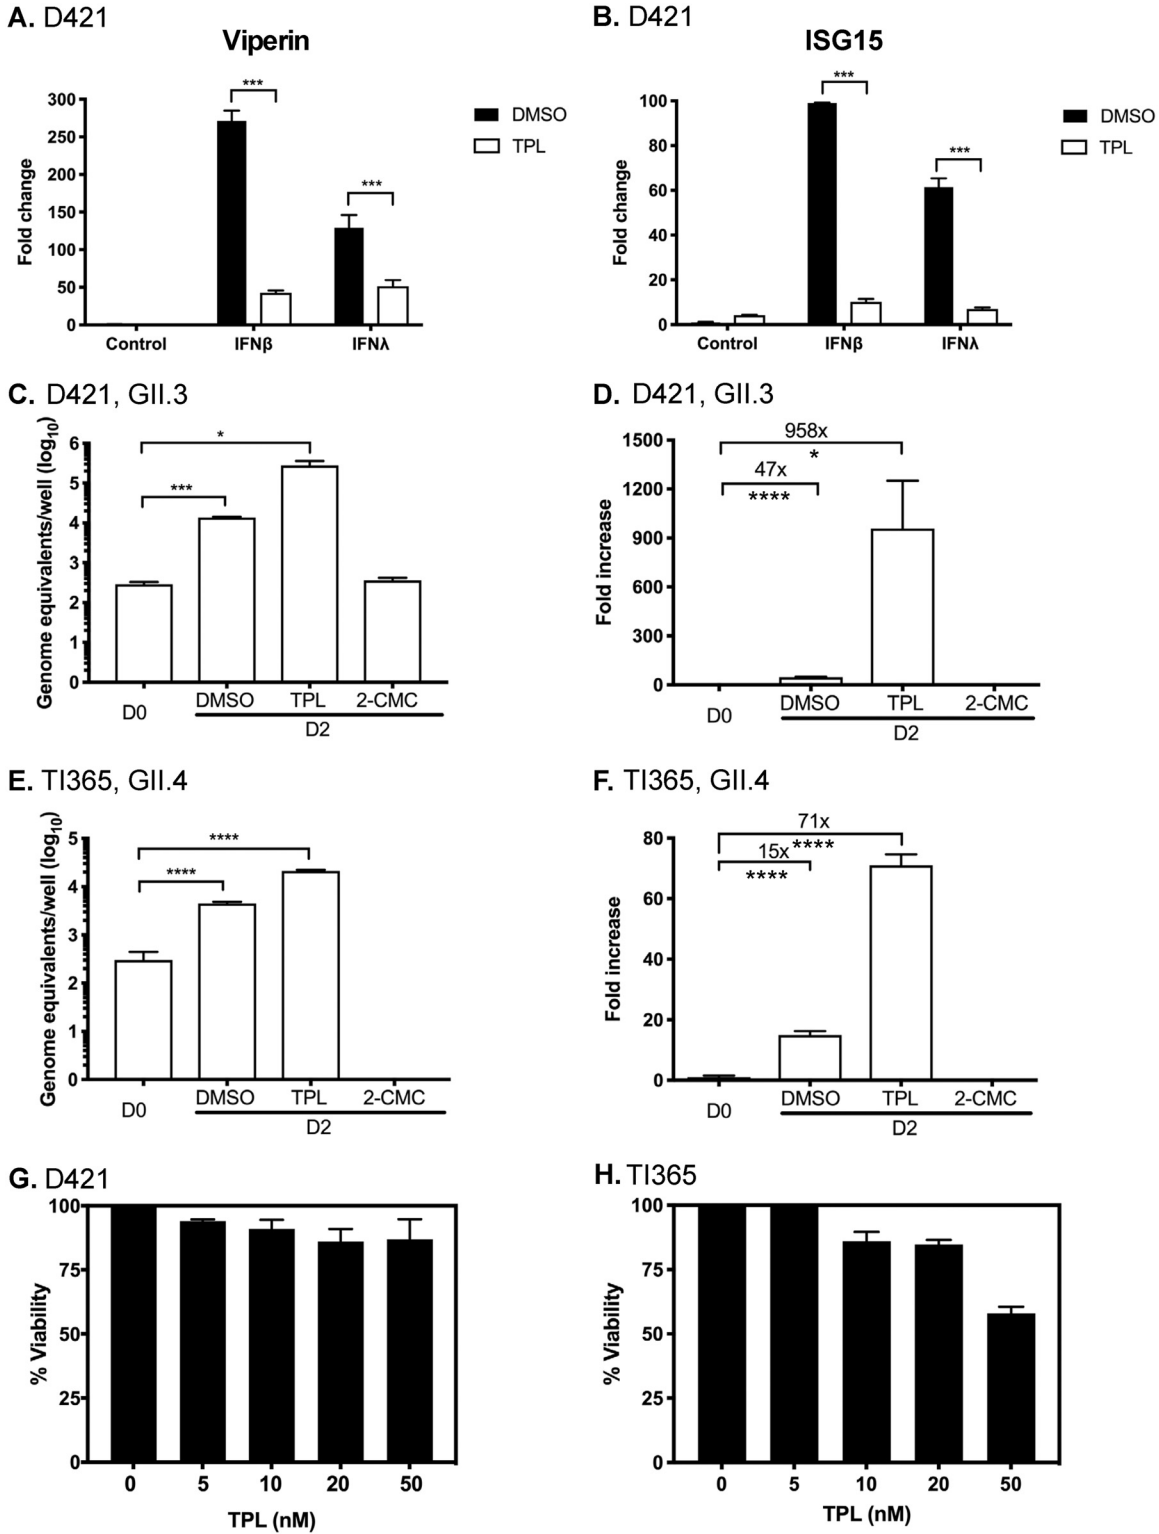 A. D421
Viperin
***
***
300
250
200
150
100
50
0
Fold change
Control IFNβ IFNλ
DMSO
TPL
B. D421
ISG15
***
***
100
80
60
40
20
0
Fold change
Control IFNβ IFNλ
DMSO
TPL
C. D421, GII.3
*
***
6
5
4
3
2
1
0
Genome equivalents/well (log10)
D0 DMSO TPL 2-CMC
D2
D. D421, GII.3
958x
*
47x
****
1500
1200
900
600
300
0
Fold increase
D0 DMSO TPL 2-CMC
D2
E. TI365, GII.4
****
****
5
4
3
2
1
0
Genome equivalents/well (log10)
D0 DMSO TPL 2-CMC
D2
F. TI365, GII.4
71x
****
15x
****
80
60
40
20
0
Fold increase
D0 DMSO TPL 2-CMC
D2
G. D421
100
75
50
25
0
% Viability
0 5 10 20 50
TPL (nM)
H. TI365
100
75
50
25
0
% Viability
0 5 10 20 50
TPL (nM)